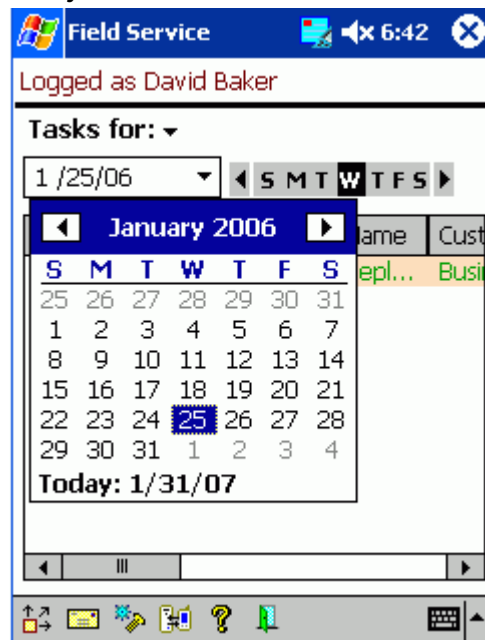 Field Service 6:42
Logged as David Baker
Tasks for:
1 /25/06 S M T W T F S
January 2006 Name Cust
S M T W T F S epl... Busi
25 26 27 28 29 30 31
1 2 3 4 5 6 7
8 9 10 11 12 13 14
15 16 17 18 19 20 21
22 23 24 25 26 27 28
29 30 31 1 2 3 4
Today: 1/31/07